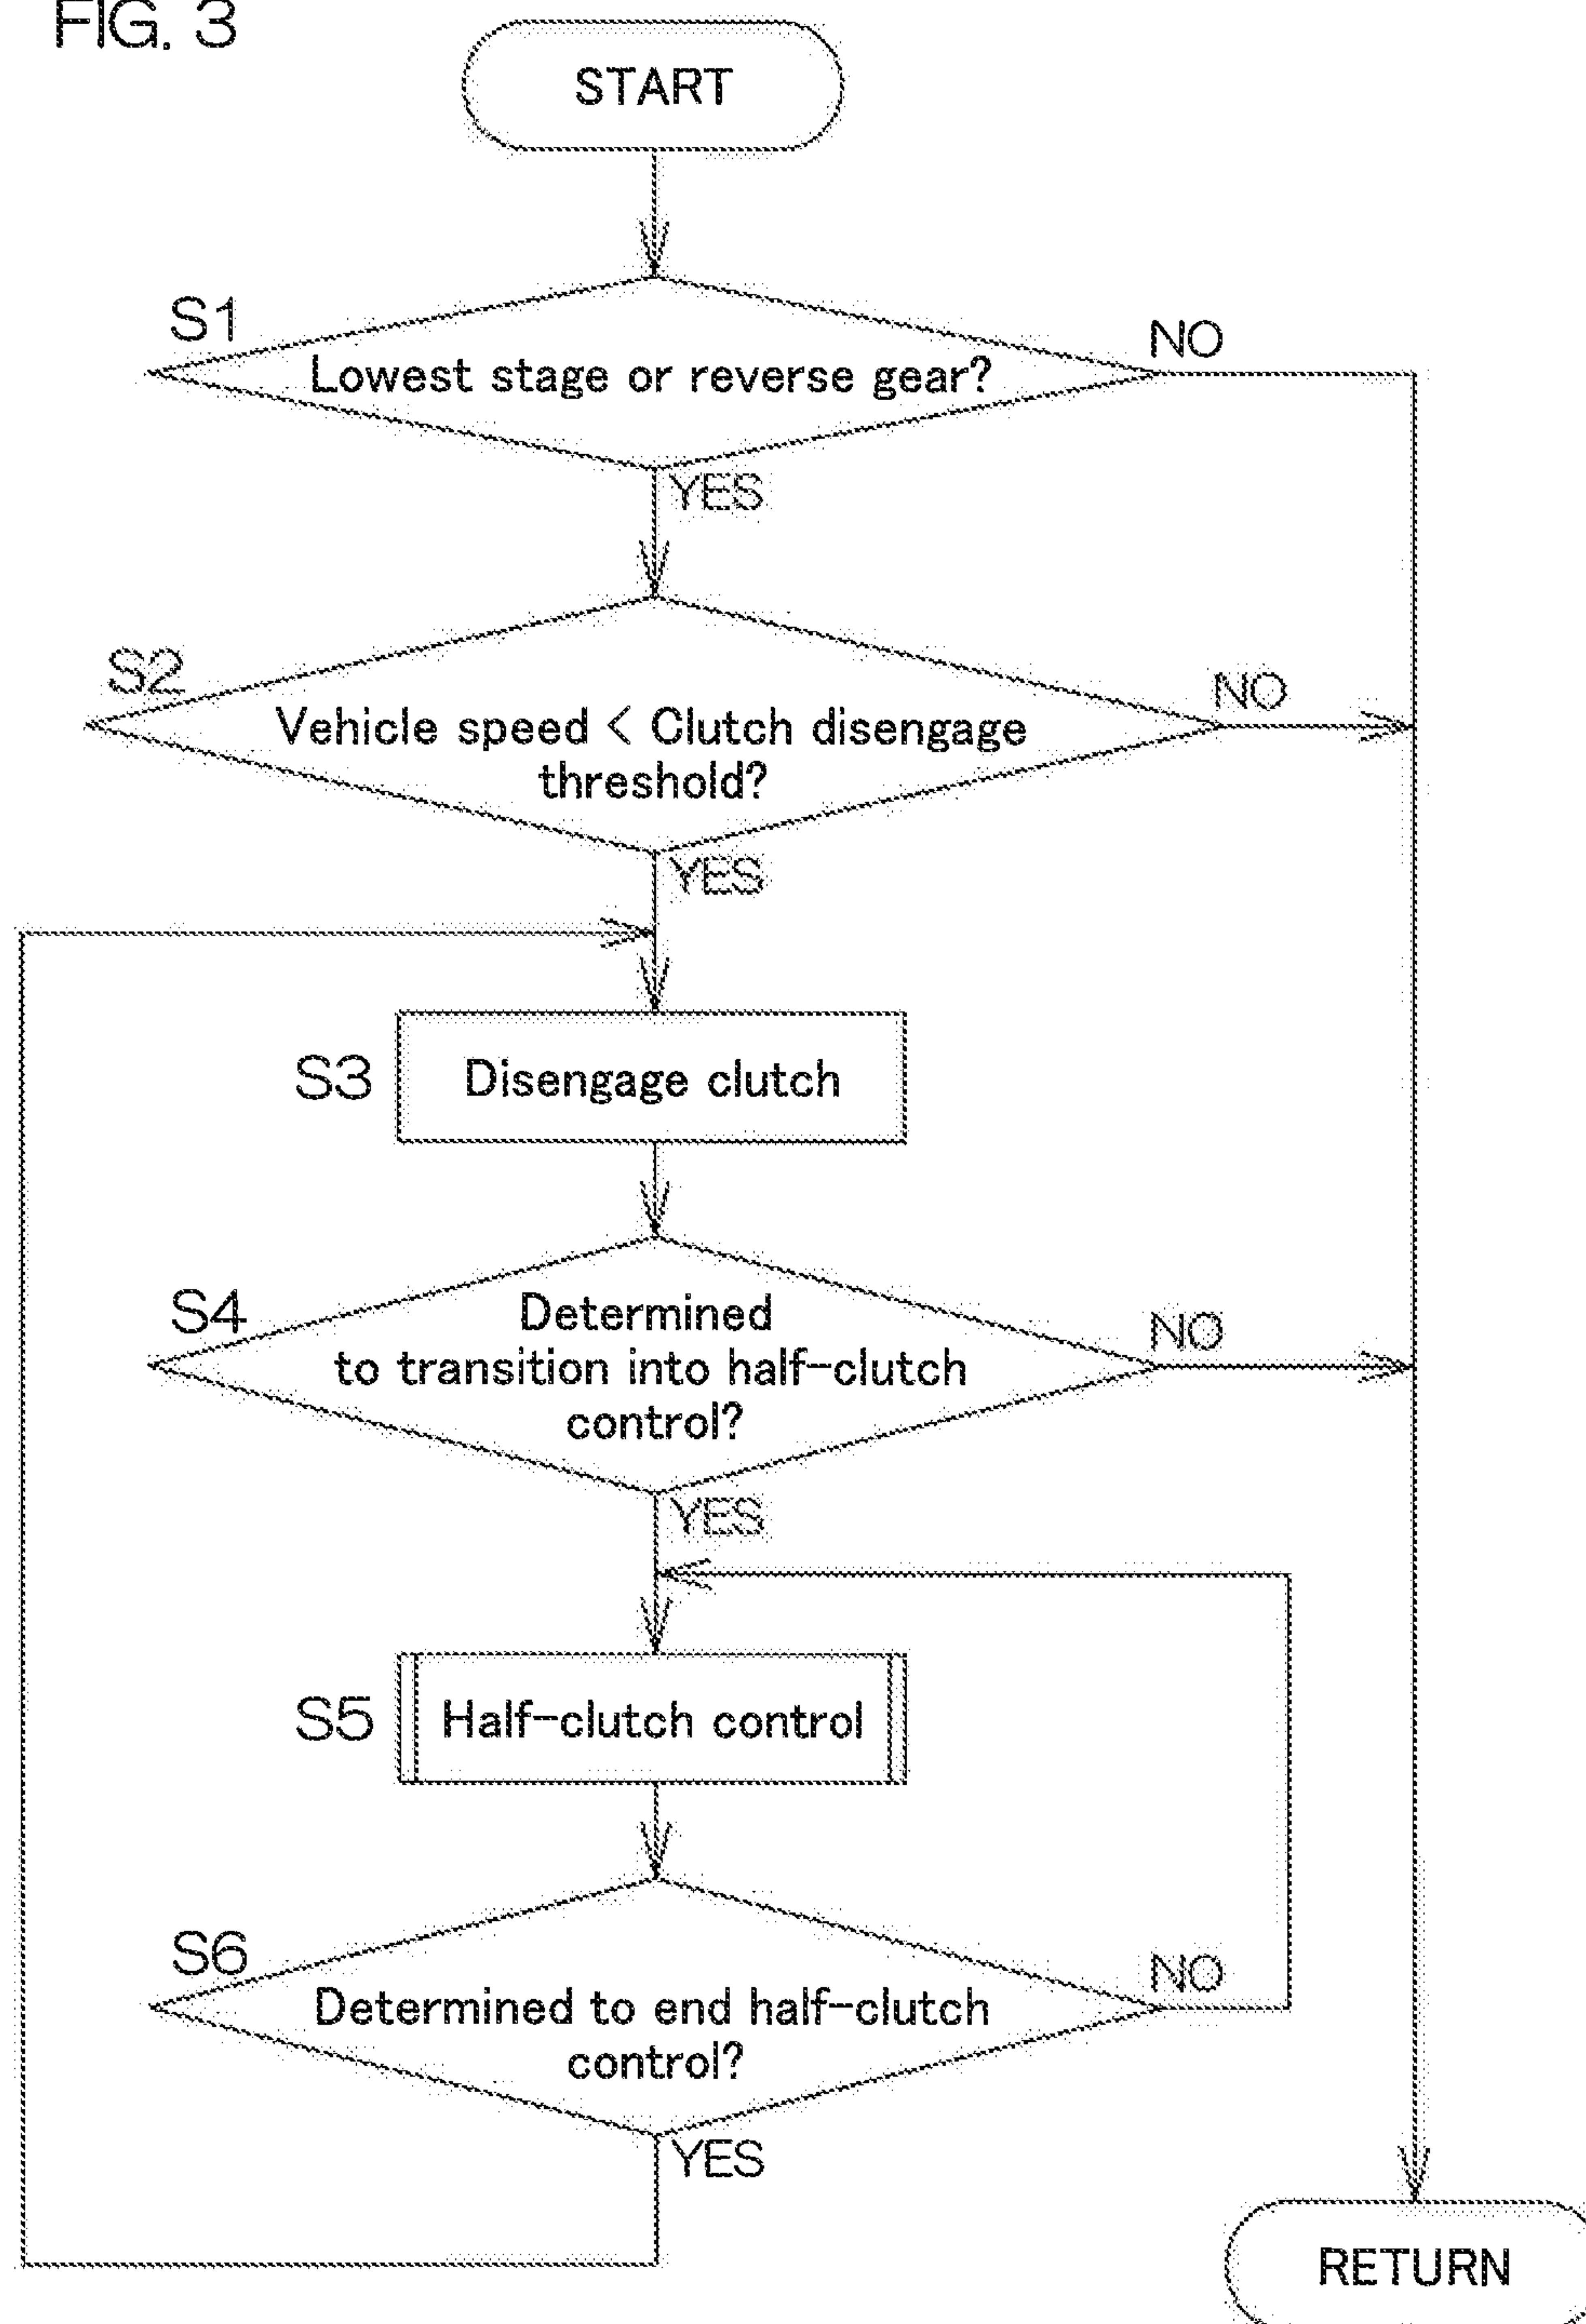 FIG. 3
START
S1
NO
Lowest stage or reverse gear?
YES
S2
NO
Vehicle speed < Clutch disengage
threshold?
YES
S3
Disengage clutch
S4
Determined
NO
to transition into half-clutch
control?
YES
S5
Half-clutch control
S6
NO
Determined to end half-clutch
control?
YES
RETURN